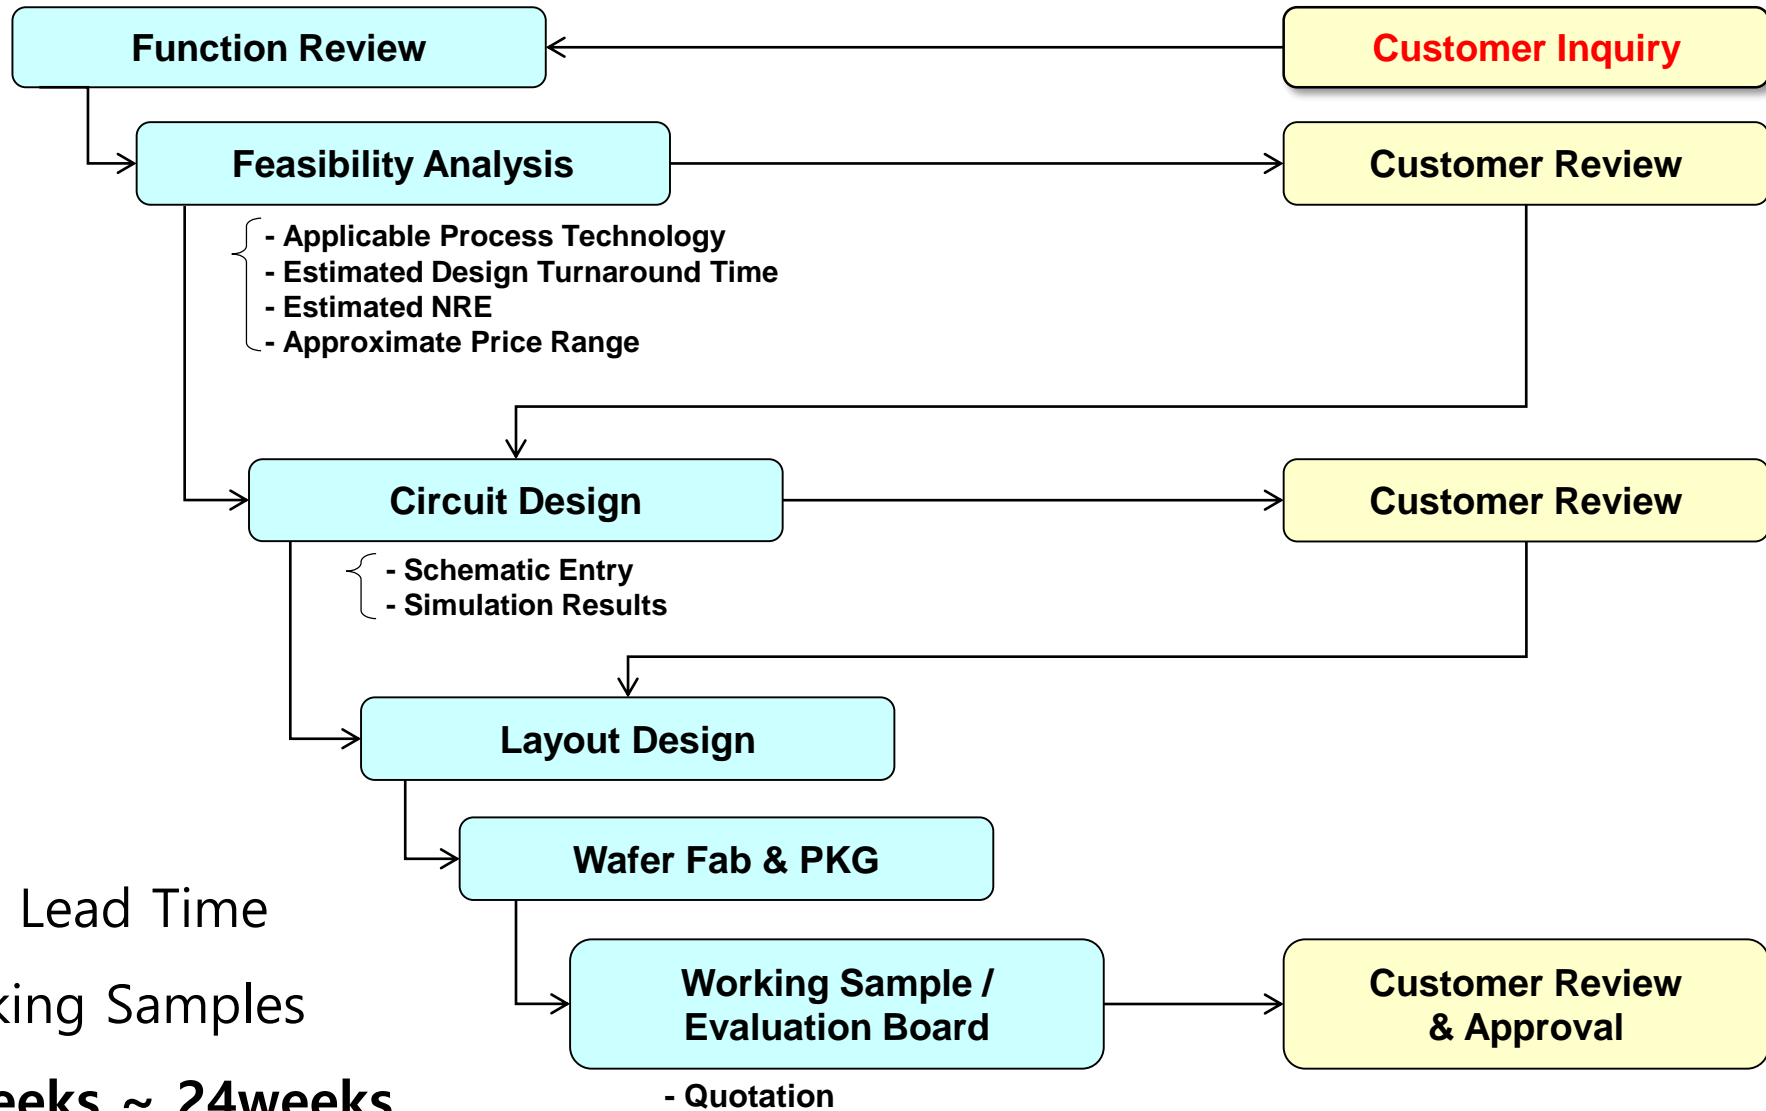 Function Review
Customer Inquiry
Feasibility Analysis
Customer Review
- Applicable Process Technology
- Estimated Design Turnaround Time
- Estimated NRE
- Approximate Price Range
Circuit Design
Customer Review
- Schematic Entry
- Simulation Results
Layout Design
Wafer Fab & PKG
Lead Time
Samples
~ 24weeks
Working Sample /
Evaluation Board
Customer Review
& Approval
- Quotation